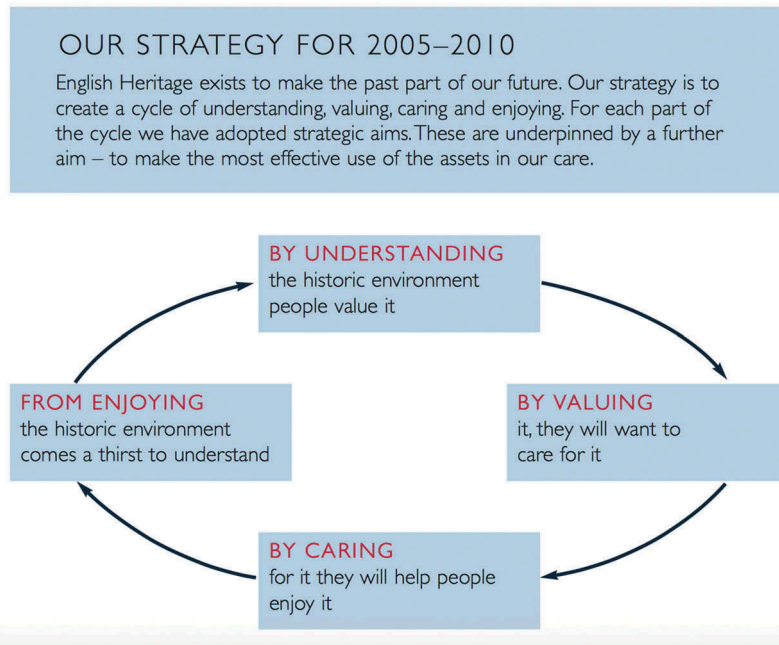 OUR STRATEGY FOR 2005–2010
English Heritage exists to make the past part of our future. Our strategy is to
create a cycle of understanding, valuing, caring and enjoying. For each part of
the cycle we have adopted strategic aims. These are underpinned by a further
aim – to make the most effective use of the assets in our care.
BY UNDERSTANDING
the historic environment
people value it
BY VALUING
it, they will want to
care for it
BY CARING
for it they will help people
enjoy it
FROM ENJOYING
the historic environment
comes a thirst to understand